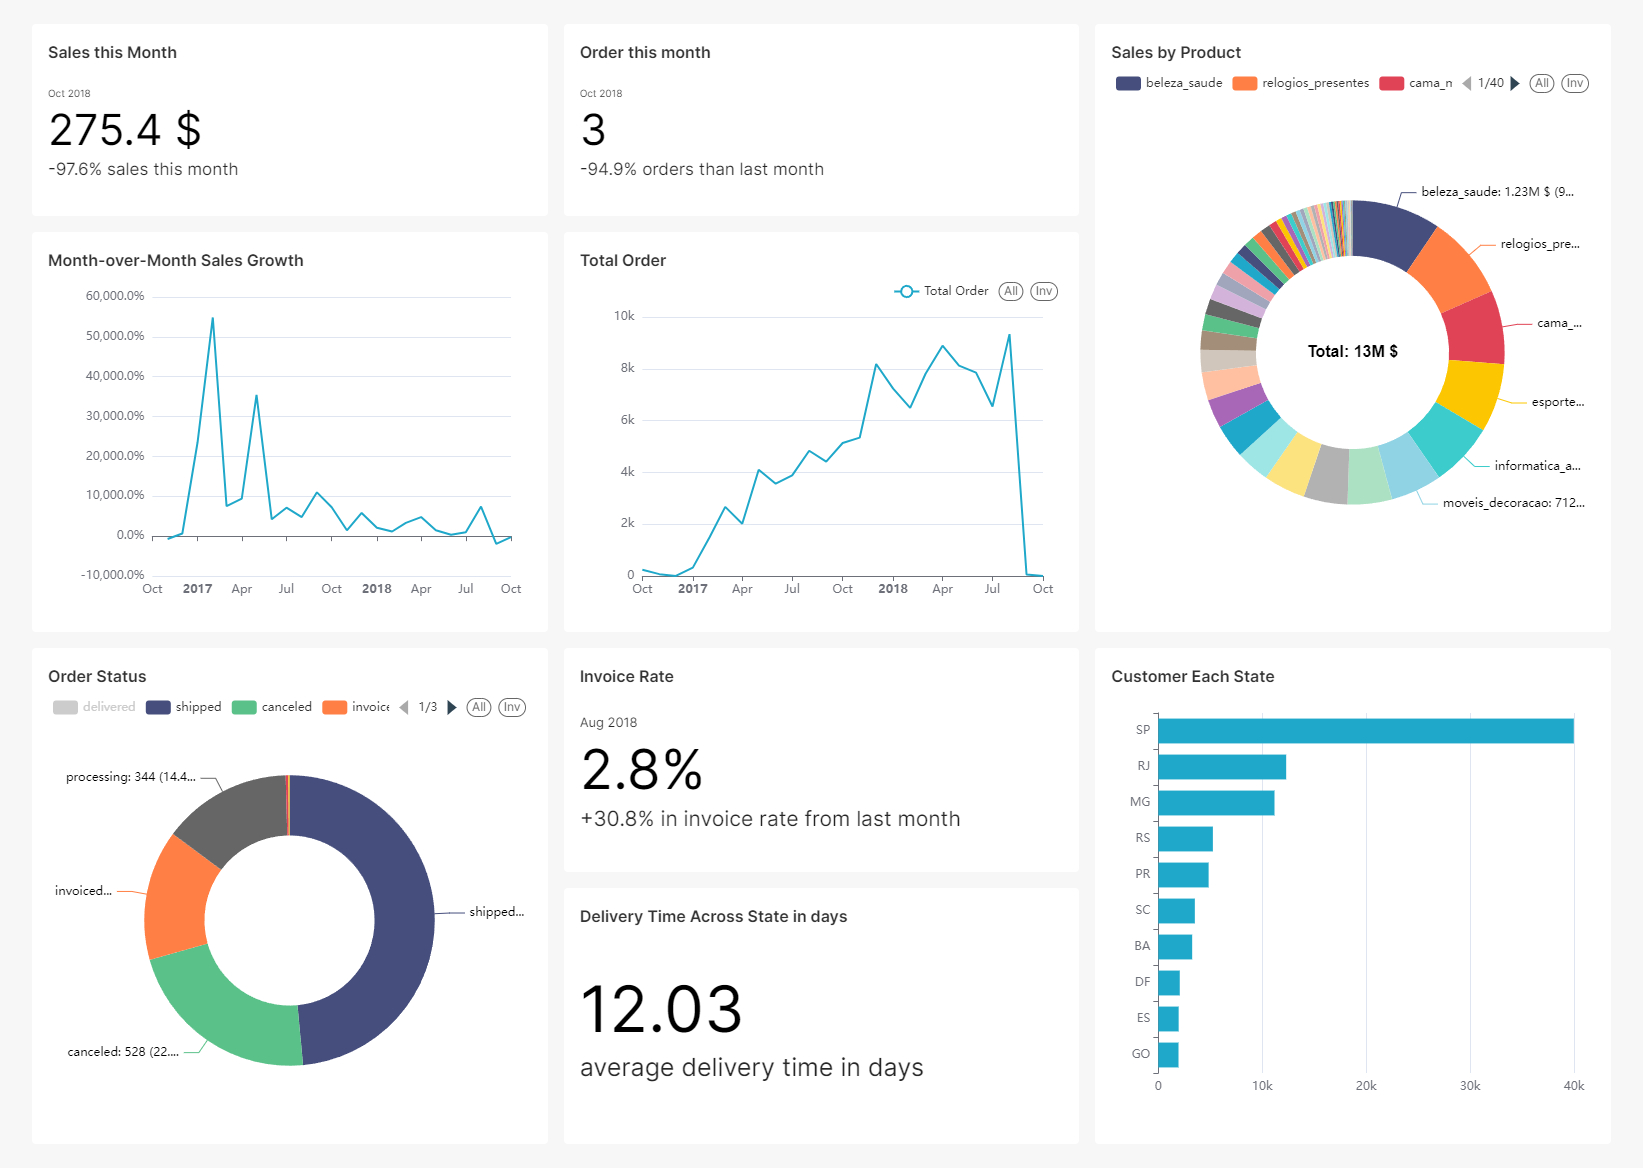 Sales this Month
Oct 2018
275.4 $
-97.6% sales this month
Order this month
Oct 2018
3
-94.9% orders than last month
Sales by Product
beleza_saude relogios_presentes cama_n 1/40 All Inv
beleza_saude: 1.23M $ (9...
relogios_pre...
cama_...
Total: 13M $
esporte...
informatica_a...
moveis_decoracao: 712...
Month-over-Month Sales Growth
60,000.0%
50,000.0%
40,000.0%
30,000.0%
20,000.0%
10,000.0%
0.0%
-10,000.0%
Oct 2017 Apr Jul Oct 2018 Apr Jul Oct
Total Order
Total Order All Inv
10k
8k
6k
4k
2k
0
Oct 2017 Apr Jul Oct 2018 Apr Jul Oct
Order Status
delivered shipped canceled invoice 1/3 All Inv
processing: 344 (14.4...
invoiced...
shipped...
canceled: 528 (22....
Invoice Rate
Aug 2018
2.8%
+30.8% in invoice rate from last month
Delivery Time Across State in days
12.03
average delivery time in days
Customer Each State
SP
RJ
MG
RS
PR
SC
BA
DF
ES
GO
0 10k 20k 30k 40k